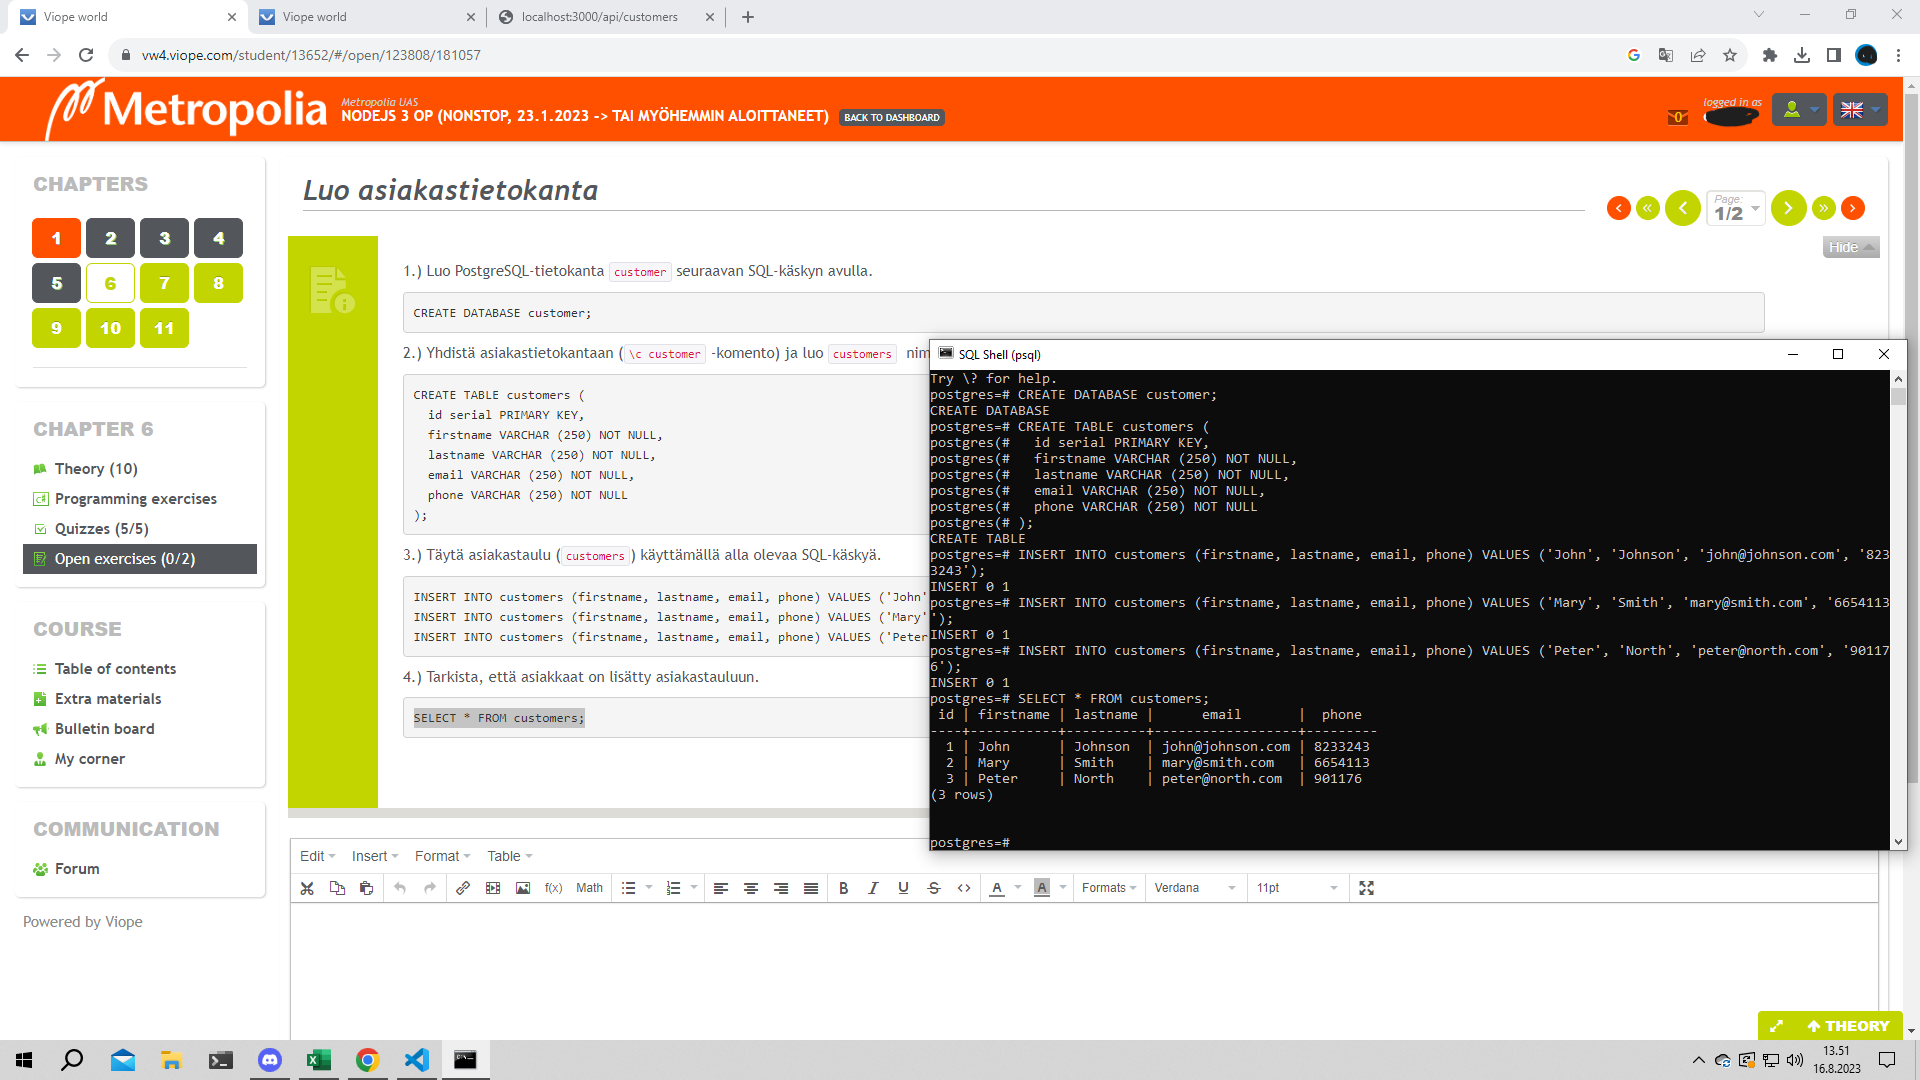 Viope world
Viope world
localhost:3000/api/customers
vw4.viope.com/student/13652/#/open/123808/181057
Metropolia
Metropolia UAS
NODEJS 3 OP (NONSTOP, 23.1.2023 -> TAI MYÖHEMMIN ALOITTANEET)
BACK TO DASHBOARD
0
logged in as
CHAPTERS
1 2 3 4
5 6 7 8
9 10 11
CHAPTER 6
Theory (10)
Programming exercises
Quizzes (5/5)
Open exercises (0/2)
COURSE
Table of contents
Extra materials
Bulletin board
My corner
COMMUNICATION
Forum
Powered by Viope
Luo asiakastietokanta
Page:
1/2
Hide
1.) Luo PostgreSQL-tietokanta customer seuraavan SQL-käskyn avulla.
CREATE DATABASE customer;
2.) Yhdistä asiakastietokantaan (\c customer -komento) ja luo customers nim
CREATE TABLE customers (
id serial PRIMARY KEY,
firstname VARCHAR (250) NOT NULL,
lastname VARCHAR (250) NOT NULL,
email VARCHAR (250) NOT NULL,
phone VARCHAR (250) NOT NULL
);
3.) Täytä asiakastaulu (customers) käyttämällä alla olevaa SQL-käskyä.
INSERT INTO customers (firstname, lastname, email, phone) VALUES ('John'
INSERT INTO customers (firstname, lastname, email, phone) VALUES ('Mary'
INSERT INTO customers (firstname, lastname, email, phone) VALUES ('Peter
4.) Tarkista, että asiakkaat on lisätty asiakastauluun.
SELECT * FROM customers;
SQL Shell (psql)
Try \? for help.
postgres=# CREATE DATABASE customer;
CREATE DATABASE
postgres=# CREATE TABLE customers (
postgres(#   id serial PRIMARY KEY,
postgres(#   firstname VARCHAR (250) NOT NULL,
postgres(#   lastname VARCHAR (250) NOT NULL,
postgres(#   email VARCHAR (250) NOT NULL,
postgres(#   phone VARCHAR (250) NOT NULL
postgres(# );
CREATE TABLE
postgres=# INSERT INTO customers (firstname, lastname, email, phone) VALUES ('John', 'Johnson', 'john@johnson.com', '823
3243');
INSERT 0 1
postgres=# INSERT INTO customers (firstname, lastname, email, phone) VALUES ('Mary', 'Smith', 'mary@smith.com', '6654113
');
INSERT 0 1
postgres=# INSERT INTO customers (firstname, lastname, email, phone) VALUES ('Peter', 'North', 'peter@north.com', '90117
6');
INSERT 0 1
postgres=# SELECT * FROM customers;
 id | firstname | lastname |      email       |  phone
----+-----------+----------+------------------+---------
  1 | John      | Johnson  | john@johnson.com | 8233243
  2 | Mary      | Smith    | mary@smith.com   | 6654113
  3 | Peter     | North    | peter@north.com  | 901176
(3 rows)
postgres=#
Edit Insert Format Table
f(x) Math B I U S <> A A Formats Verdana 11pt
THEORY
13.51
16.8.2023